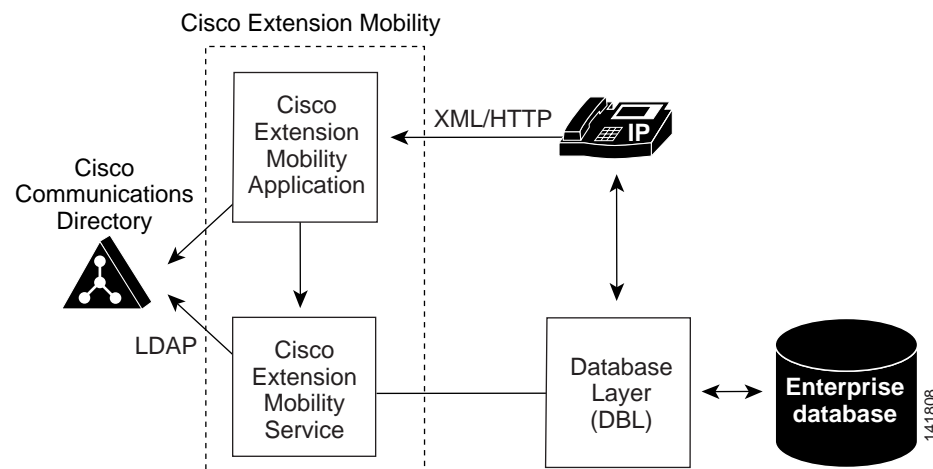 Cisco Extension Mobility
Cisco
Extension
Mobility
Application
XML/HTTP
IP
Cisco
Communications
Directory
LDAP
Cisco
Extension
Mobility
Service
Database
Layer
(DBL)
Enterprise
database
141808